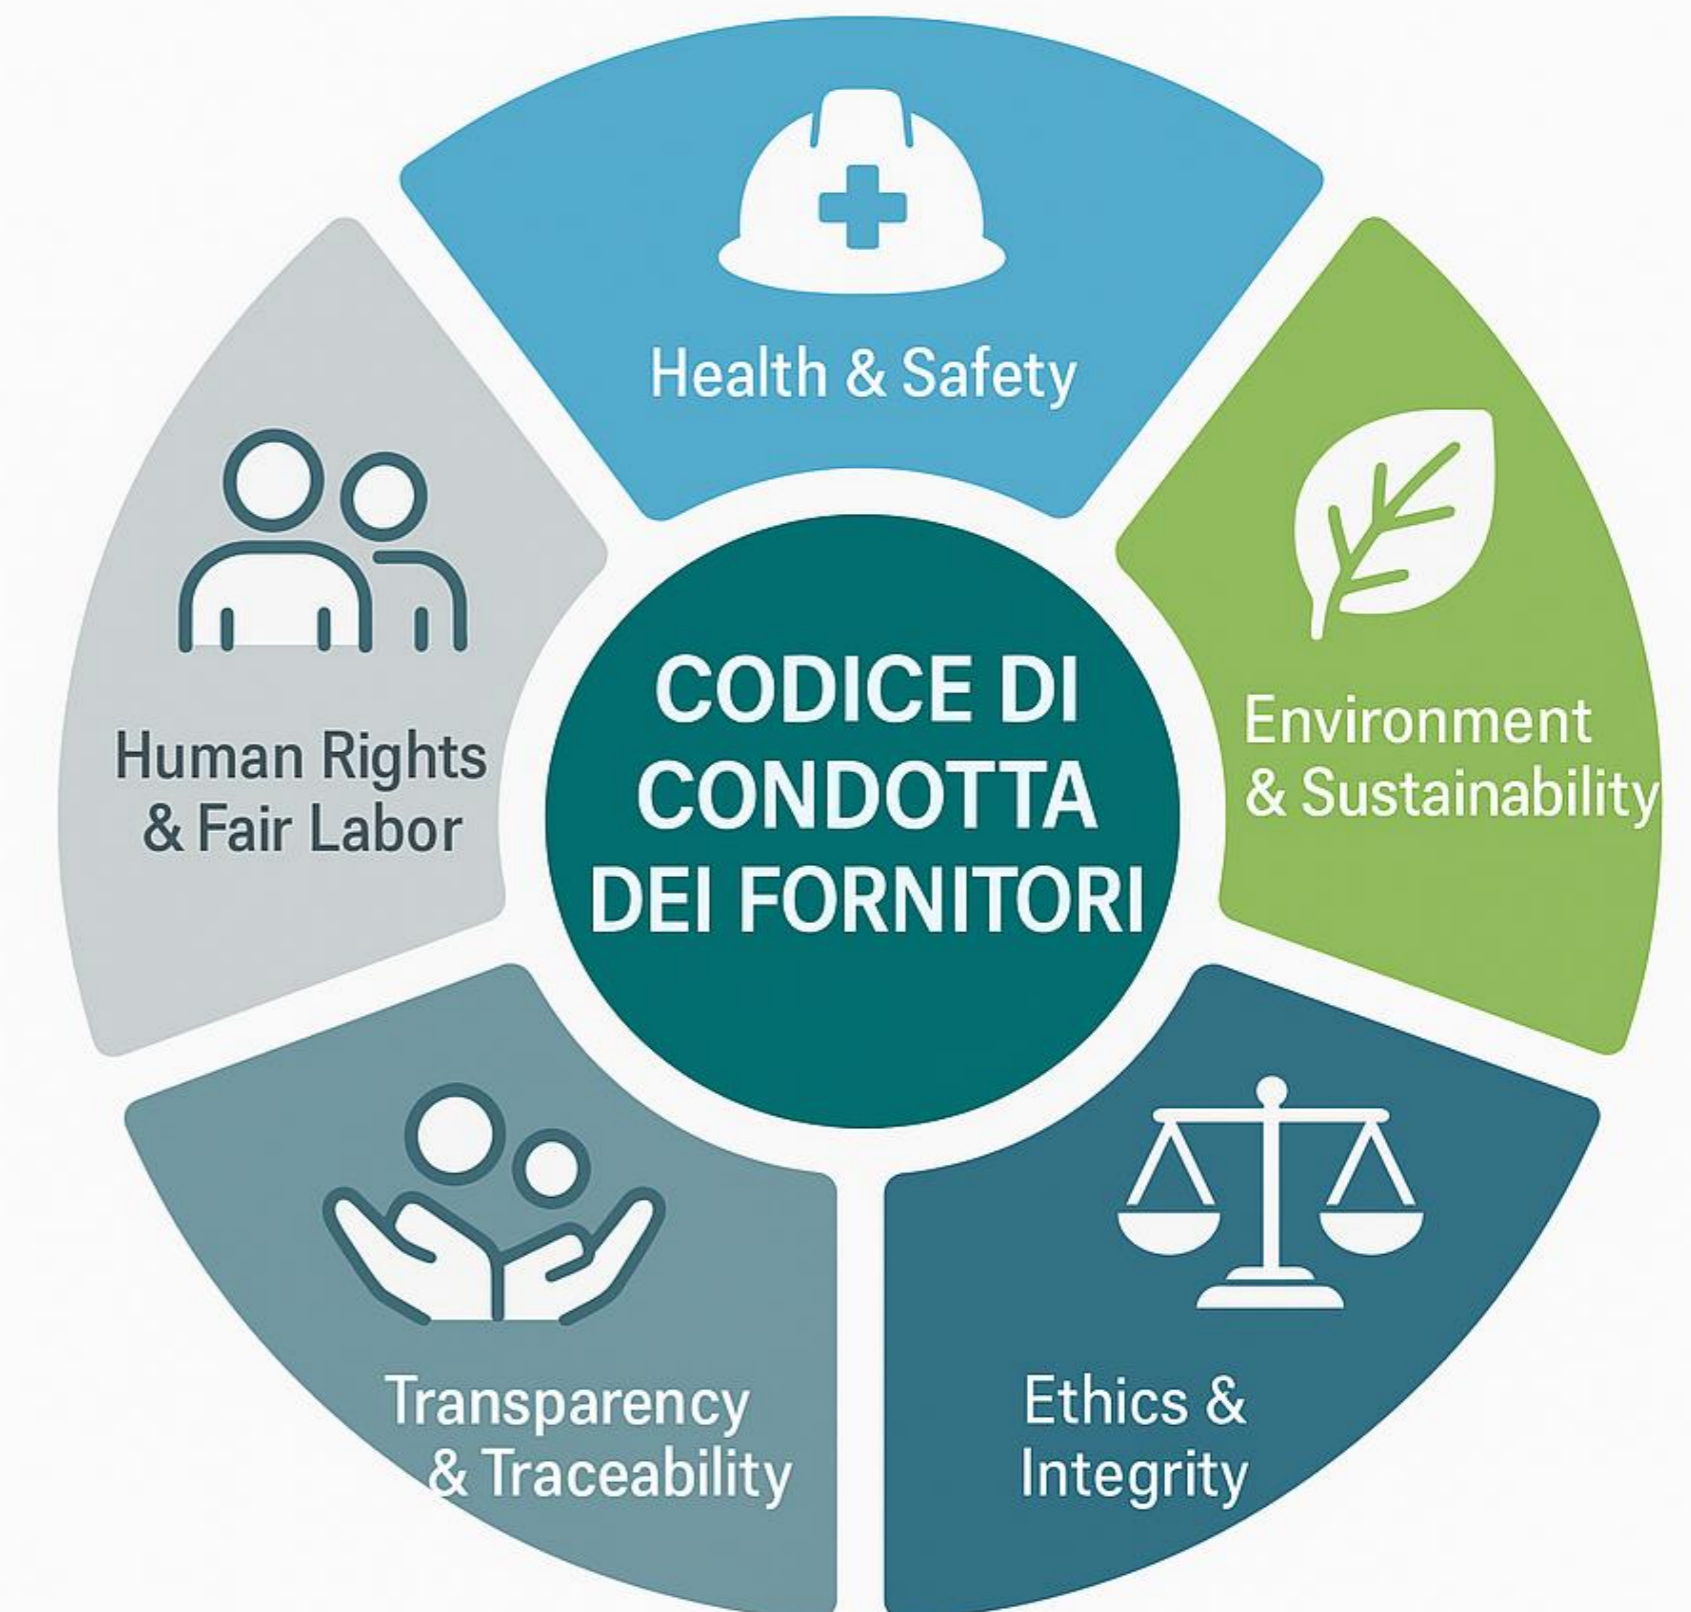 Health & Safety
Environment
& Sustainability
Human Rights
& Fair Labor
CODICE DI
CONDOTTA
DEI FORNITORI
Transparency
& Traceability
Ethics &
Integrity